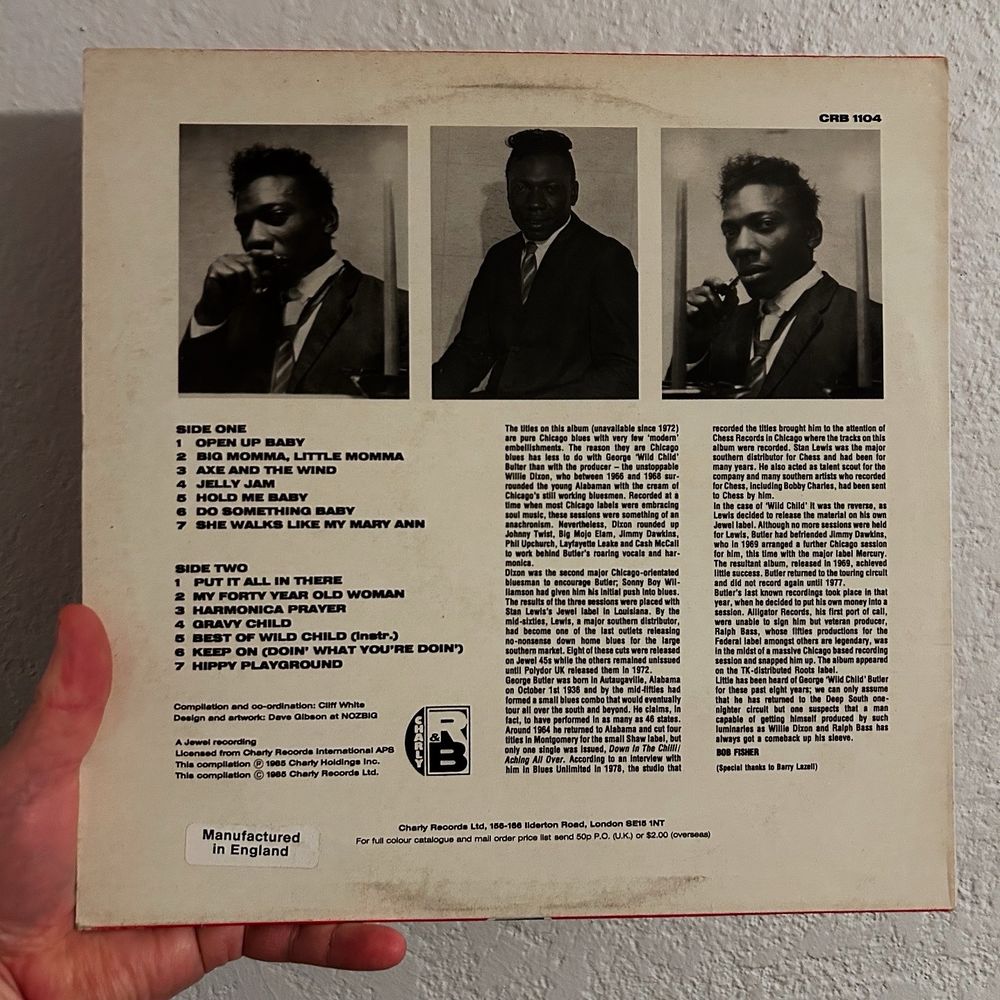 CRB 1104
SIDE ONE
1 OPEN UP BABY
2 BIG MOMMA, LITTLE MOMMA
3 AXE AND THE WIND
4 JELLY JAM
5 HOLD ME BABY
6 DO SOMETHING BABY
7 SHE WALKS LIKE MY MARY ANN
SIDE TWO
1 PUT IT ALL IN THERE
2 MY FORTY YEAR OLD WOMAN
3 HARMONICA PRAYER
4 GRAVY CHILD
5 BEST OF WILD CHILD (Instr.)
6 KEEP ON (DOIN' WHAT YOU'RE DOIN')
7 HIPPY PLAYGROUND
Compilation and co-ordination: Cliff White
Design and artwork: Dave Gibson at NOZBIG
A Jewel recording
Licensed from Charly Records International APS
This compilation Ⓟ 1985 Charly Holdings Inc.
This compilation Ⓒ 1985 Charly Records Ltd.
CHARLY
R&B
The titles on this album (unavailable since 1972)
are pure Chicago blues with very few 'modern'
embellishments. The reason they are Chicago
blues has less to do with George 'Wild Child'
Bulter than with the producer – the unstoppable
Willie Dixon, who between 1966 and 1968 sur-
rounded the young Alabaman with the cream of
Chicago's still working bluesmen. Recorded at a
time when most Chicago labels were embracing
soul music, these sessions were something of an
anachronism. Nevertheless, Dixon rounded up
Johnny Twist, Big Mojo Elam, Jimmy Dawkins,
Phil Upchurch, Layfayette Leake and Cash McCall
to work behind Butler's roaring vocals and har-
monica.
Dixon was the second major Chicago-orientated
bluesman to encourage Butler; Sonny Boy Wil-
liamson had given him his initial push into blues.
The results of the three sessions were placed with
Stan Lewis's Jewel label in Louisiana. By the
mid-sixties, Lewis, a major southern distributor,
had become one of the last outlets releasing
no-nonsense down home blues for the large
southern market. Eight of these cuts were released
on Jewel 45s while the others remained unissued
until Polydor UK released them in 1972.
George Butler was born in Autaugaville, Alabama
on October 1st 1936 and by the mid-fifties had
formed a small blues combo that would eventually
tour all over the south and beyond. He claims, in
fact, to have performed in as many as 46 states.
Around 1964 he returned to Alabama and cut four
titles in Montgomery for the small Shaw label, but
only one single was issued, Down In The Chilli/
Aching All Over. According to an interview with
him in Blues Unlimited in 1978, the studio that
recorded the titles brought him to the attention of
Chess Records in Chicago where the tracks on this
album were recorded. Stan Lewis was the major
southern distributor for Chess and had been for
many years. He also acted as talent scout for the
company and many southern artists who recorded
for Chess, including Bobby Charles, had been sent
to Chess by him.
In the case of 'Wild Child' it was the reverse, as
Lewis decided to release the material on his own
Jewel label. Although no more sessions were held
for Lewis, Butler had befriended Jimmy Dawkins,
who in 1969 arranged a further Chicago session
for him, this time with the major label Mercury.
The resultant album, released in 1969, achieved
little success. Butler returned to the touring circuit
and did not record again until 1977.
Butler's last known recordings took place in that
year, when he decided to put his own money into a
session. Alligator Records, his first port of call,
were unable to sign him but veteran producer,
Ralph Bass, whose fifties productions for the
Federal label amongst others are legendary, was
in the midst of a massive Chicago based recording
session and snapped him up. The album appeared
on the TK-distributed Roots label.
Little has been heard of George 'Wild Child' Butler
for these past eight years; we can only assume
that he has returned to the Deep South one-
nighter circuit but one suspects that a man
capable of getting himself produced by such
luminaries as Willie Dixon and Ralph Bass has
always got a comeback up his sleeve.
BOB FISHER
(Special thanks to Barry Lazell)
Charly Records Ltd, 156-166 Ilderton Road, London SE15 1NT
For full colour catalogue and mail order price list send 50p P.O. (U.K.) or $2.00 (overseas)
Manufactured
in England